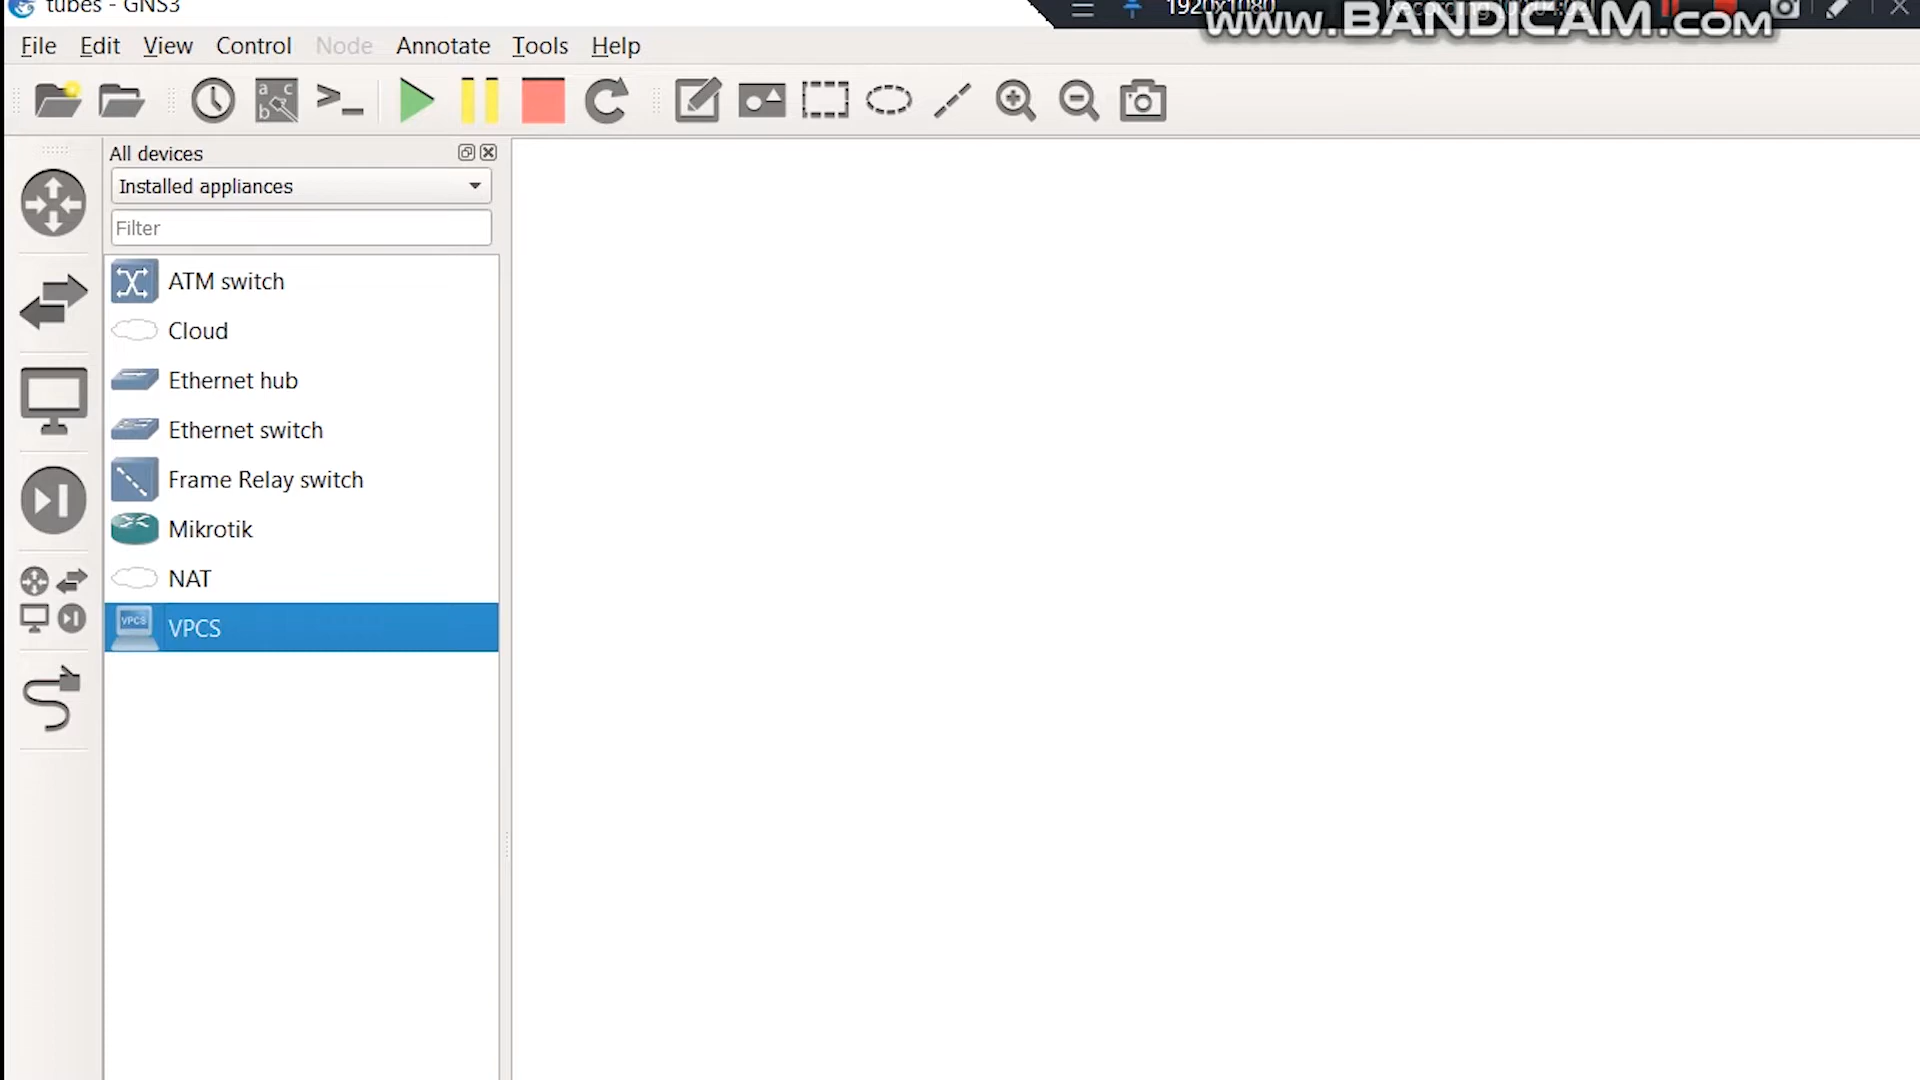 tubes - GNS3
1920x1080
www.BANDICAM.com
File Edit View Control Node Annotate Tools Help
All devices
Installed appliances
Filter
ATM switch
Cloud
Ethernet hub
Ethernet switch
Frame Relay switch
Mikrotik
NAT
VPCS